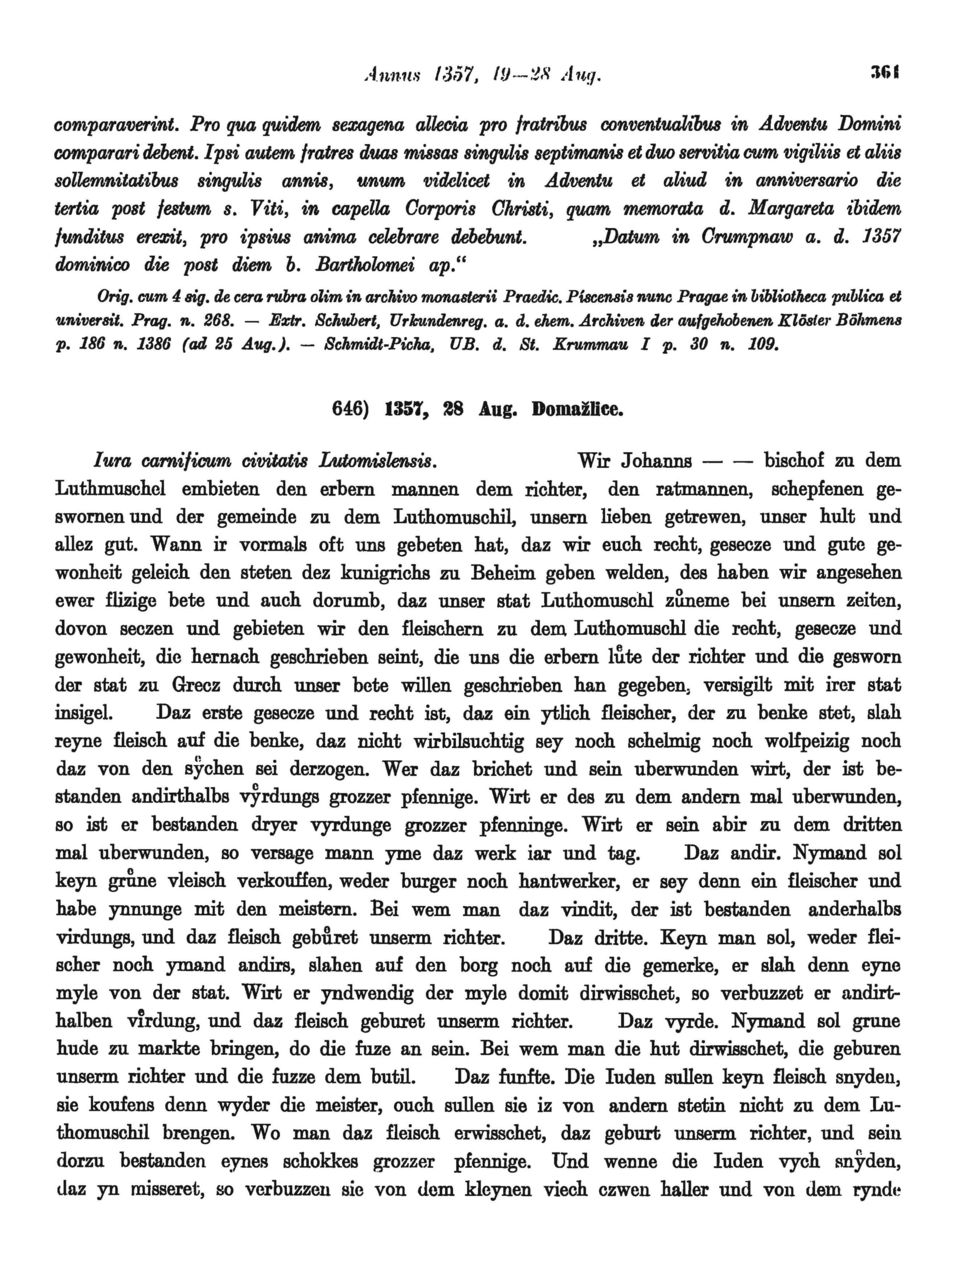 Annus 1357, 19—28 Aug. 361
comparaverint. Pro qua quidem sexagena allecia pro fratribus conventualibus in Adventu Domini
comparari debent. Ipsi autem fratres duas missas singulis septimanis et duo servitia cum vigiliis et aliis
sollemnitatibus singulis annis, unum videlicet in Adventu et aliud in anniversario die
tertia post festum s. Viti, in capella Corporis Christi, quam memorata d. Margareta ibidem
funditus erexit, pro ipsius anima celebrare debebunt. „Datum in Crumpnaw a. d. 1357
dominico die post diem b. Bartholomei ap.“
Orig. cum 4 sig. de cera rubra olim in archivo monasterii Praedic. Piscensis nunc Pragae in bibliotheca publica et
universit. Prag. n. 268. — Extr. Schubert, Urkundenreg. a. d. ehem. Archiven der aufgehobenen Klöster Böhmens
p. 186 n. 1386 (ad 25 Aug.). — Schmidt-Picha, UB. d. St. Krummau I p. 30 n. 109.
646) 1357, 28 Aug. Domažlice.
Iura carnificum civitatis Lutomislensis. Wir Johanns — — bischof zu dem
Luthmuschel embieten den erbern mannen dem richter, den ratmannen, schepfenen ge-
swornen und der gemeinde zu dem Luthomuschil, unsern lieben getrewen, unser hult und
allez gut. Wann ir vormals oft uns gebeten hat, daz wir euch recht, gesecze und gute ge-
wonheit geleich den steten dez kunigrichs zu Beheim geben welden, des haben wir angesehen
ewer flizige bete und auch dorumb, daz unser stat Luthomuschl zůneme bei unsern zeiten,
dovon seczen und gebieten wir den fleischern zu dem Luthomuschl die recht, gesecze und
gewonheit, die hernach geschrieben seint, die uns die erbern lůte der richter und die gesworn
der stat zu Grecz durch unser bete willen geschrieben han gegeben, versigilt mit irer stat
insigel. Daz erste gesecze und recht ist, daz ein ytlich fleischer, der zu benke stet, slah
reyne fleisch auf die benke, daz nicht wirbilsuchtig sey noch schelmig noch wolfpeizig noch
daz von den sẙchen sei derzogen. Wer daz brichet und sein uberwunden wirt, der ist be-
standen andirthalbs vẙrdungs grozzer pfennige. Wirt er des zu dem andern mal uberwunden,
so ist er bestanden dryer vyrdunge grozzer pfenninge. Wirt er sein abir zu dem dritten
mal uberwunden, so versage mann yme daz werk iar und tag. Daz andir. Nymand sol
keyn grůne vleisch verkouffen, weder burger noch hantwerker, er sey denn ein fleischer und
habe ynnunge mit den meistern. Bei wem man daz vindit, der ist bestanden anderhalbs
virdungs, und daz fleisch gebůret unserm richter. Daz dritte. Keyn man sol, weder flei-
scher noch ymand andirs, slahen auf den borg noch auf die gemerke, er slah denn eyne
myle von der stat. Wirt er yndwendig der myle domit dirwisschet, so verbuzzet er andirt-
halben vi̊rdung, und daz fleisch geburet unserm richter. Daz vyrde. Nymand sol grune
hude zu markte bringen, do die fuze an sein. Bei wem man die hut dirwisschet, die geburen
unserm richter und die fuzze dem butil. Daz funfte. Die Iuden sullen keyn fleisch snyden,
sie koufens denn wyder die meister, ouch sullen sie iz von andern stetin nicht zu dem Lu-
thomuschil brengen. Wo man daz fleisch erwisschet, daz geburt unserm richter, und sein
dorzu bestanden eynes schokkes grozzer pfennige. Und wenne die Iuden vych snẙden,
daz yn misseret, so verbuzzen sie von dem kleynen viech czwen haller und von dem rynde